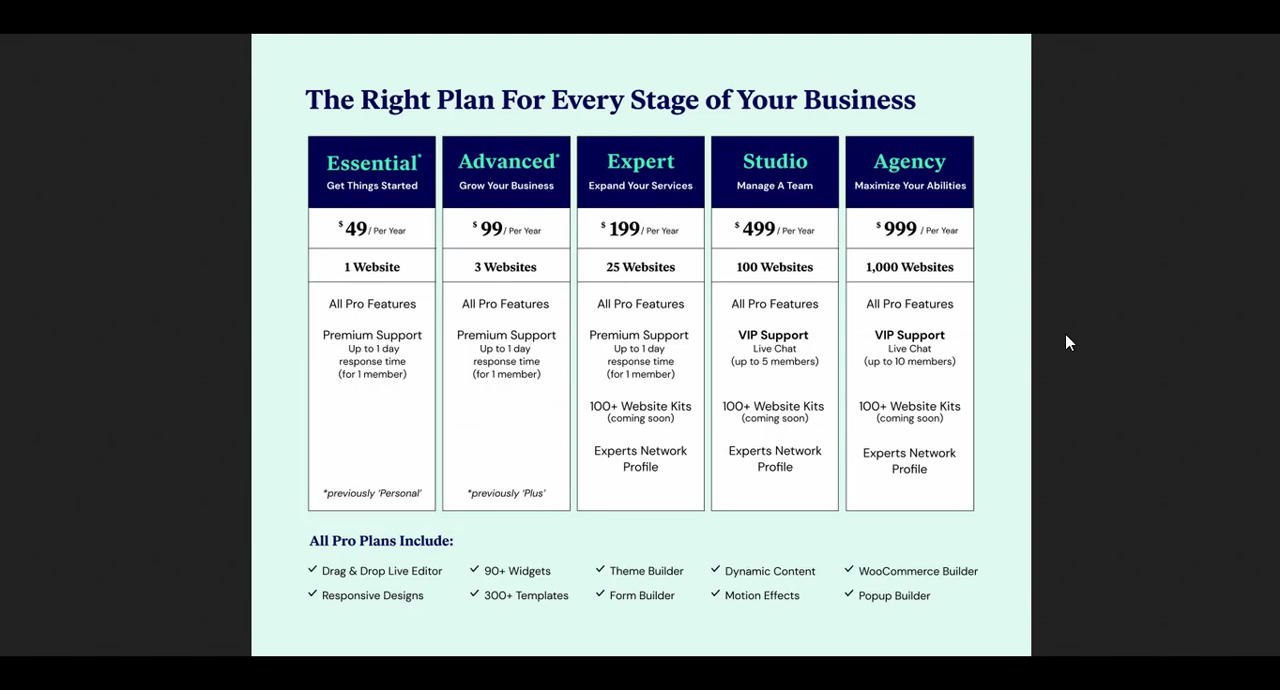 The Right Plan For Every Stage of Your Business
Essential*
Get Things Started
$ 49 / Per Year
1 Website
All Pro Features
Premium Support
Up to 1 day
response time
(for 1 member)
*previously 'Personal'
Advanced*
Grow Your Business
$ 99 / Per Year
3 Websites
All Pro Features
Premium Support
Up to 1 day
response time
(for 1 member)
*previously 'Plus'
Expert
Expand Your Services
$ 199 / Per Year
25 Websites
All Pro Features
Premium Support
Up to 1 day
response time
(for 1 member)
100+ Website Kits
(coming soon)
Experts Network
Profile
Studio
Manage A Team
$ 499 / Per Year
100 Websites
All Pro Features
VIP Support
Live Chat
(up to 5 members)
100+ Website Kits
(coming soon)
Experts Network
Profile
Agency
Maximize Your Abilities
$ 999 / Per Year
1,000 Websites
All Pro Features
VIP Support
Live Chat
(up to 10 members)
100+ Website Kits
(coming soon)
Experts Network
Profile
All Pro Plans Include:
✓ Drag & Drop Live Editor ✓ 90+ Widgets ✓ Theme Builder ✓ Dynamic Content ✓ WooCommerce Builder
✓ Responsive Designs ✓ 300+ Templates ✓ Form Builder ✓ Motion Effects ✓ Popup Builder